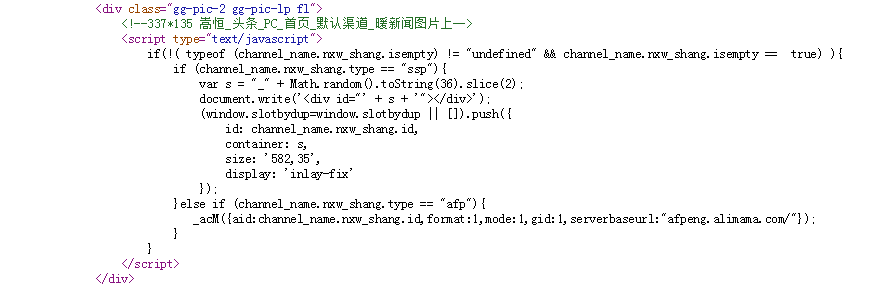 <div class="gg-pic-2 gg-pic-lp fl">
<!--337*135 嵩恒_头条_PC_首页_默认渠道_暖新闻图片上-->
<script type="text/javascript">
if(!( typeof (channel_name.nxw_shang.isempty) != "undefined" && channel_name.nxw_shang.isempty == true) ){
if (channel_name.nxw_shang.type == "ssp"){
var s = "_" + Math.random().toString(36).slice(2);
document.write('<div id="' + s + '"></div>');
(window.slotbydup=window.slotbydup || []).push({
id: channel_name.nxw_shang.id,
container: s,
size: '582,35',
display: 'inlay-fix'
});
}else if (channel_name.nxw_shang.type == "afp"){
_acM({aid:channel_name.nxw_shang.id,format:1,mode:1,gid:1,serverbaseurl:"afpeng.alimama.com/"});
}
}
</script>
</div>